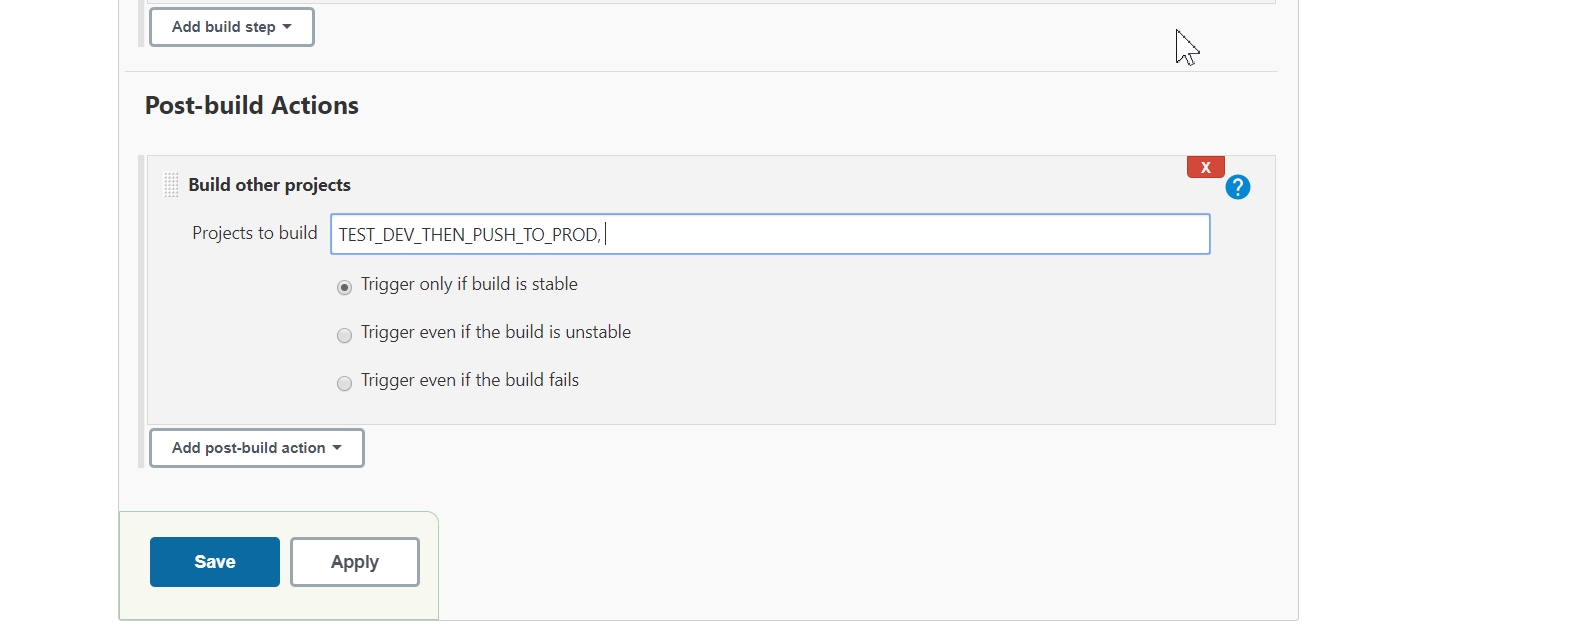 Add build step
Post-build Actions
X
?
Build other projects
Projects to build TEST_DEV_THEN_PUSH_TO_PROD,
Trigger only if build is stable
Trigger even if the build is unstable
Trigger even if the build fails
Add post-build action
Save Apply